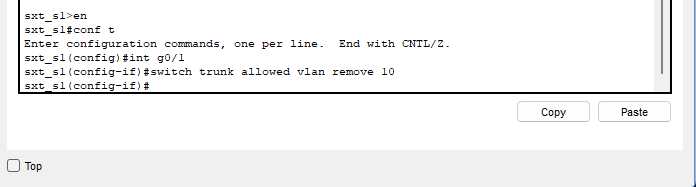 sxt_sl>en
sxt_sl#conf t
Enter configuration commands, one per line.  End with CNTL/Z.
sxt_sl(config)#int g0/1
sxt_sl(config-if)#switch trunk allowed vlan remove 10
sxt_sl(config-if)#
Copy Paste
Top